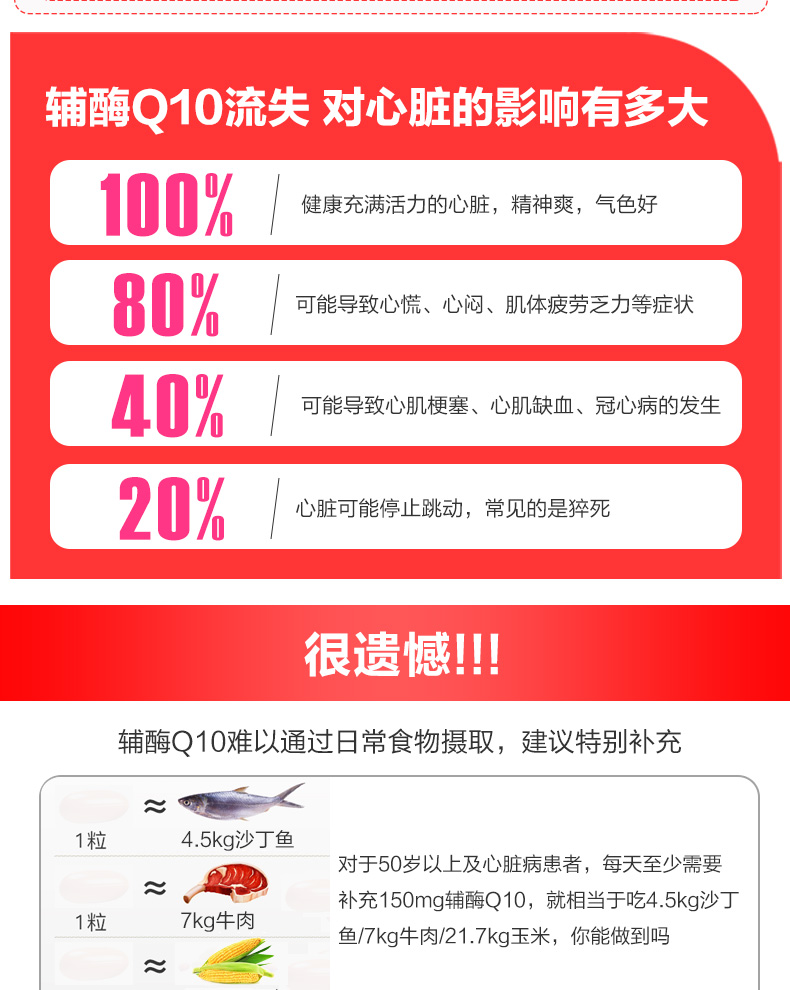 辅酶Q10流失 对心脏的影响有多大
100%
健康充满活力的心脏，精神爽，气色好
80%
可能导致心慌、心闷、肌体疲劳乏力等症状
40%
可能导致心肌梗塞、心肌缺血、冠心病的发生
20%
心脏可能停止跳动，常见的是猝死
很遗憾!!!
辅酶Q10难以通过日常食物摄取，建议特别补充
≈
1粒
4.5kg沙丁鱼
≈
1粒
7kg牛肉
≈
对于50岁以上及心脏病患者，每天至少需要
补充150mg辅酶Q10，就相当于吃4.5kg沙丁
鱼/7kg牛肉/21.7kg玉米，你能做到吗